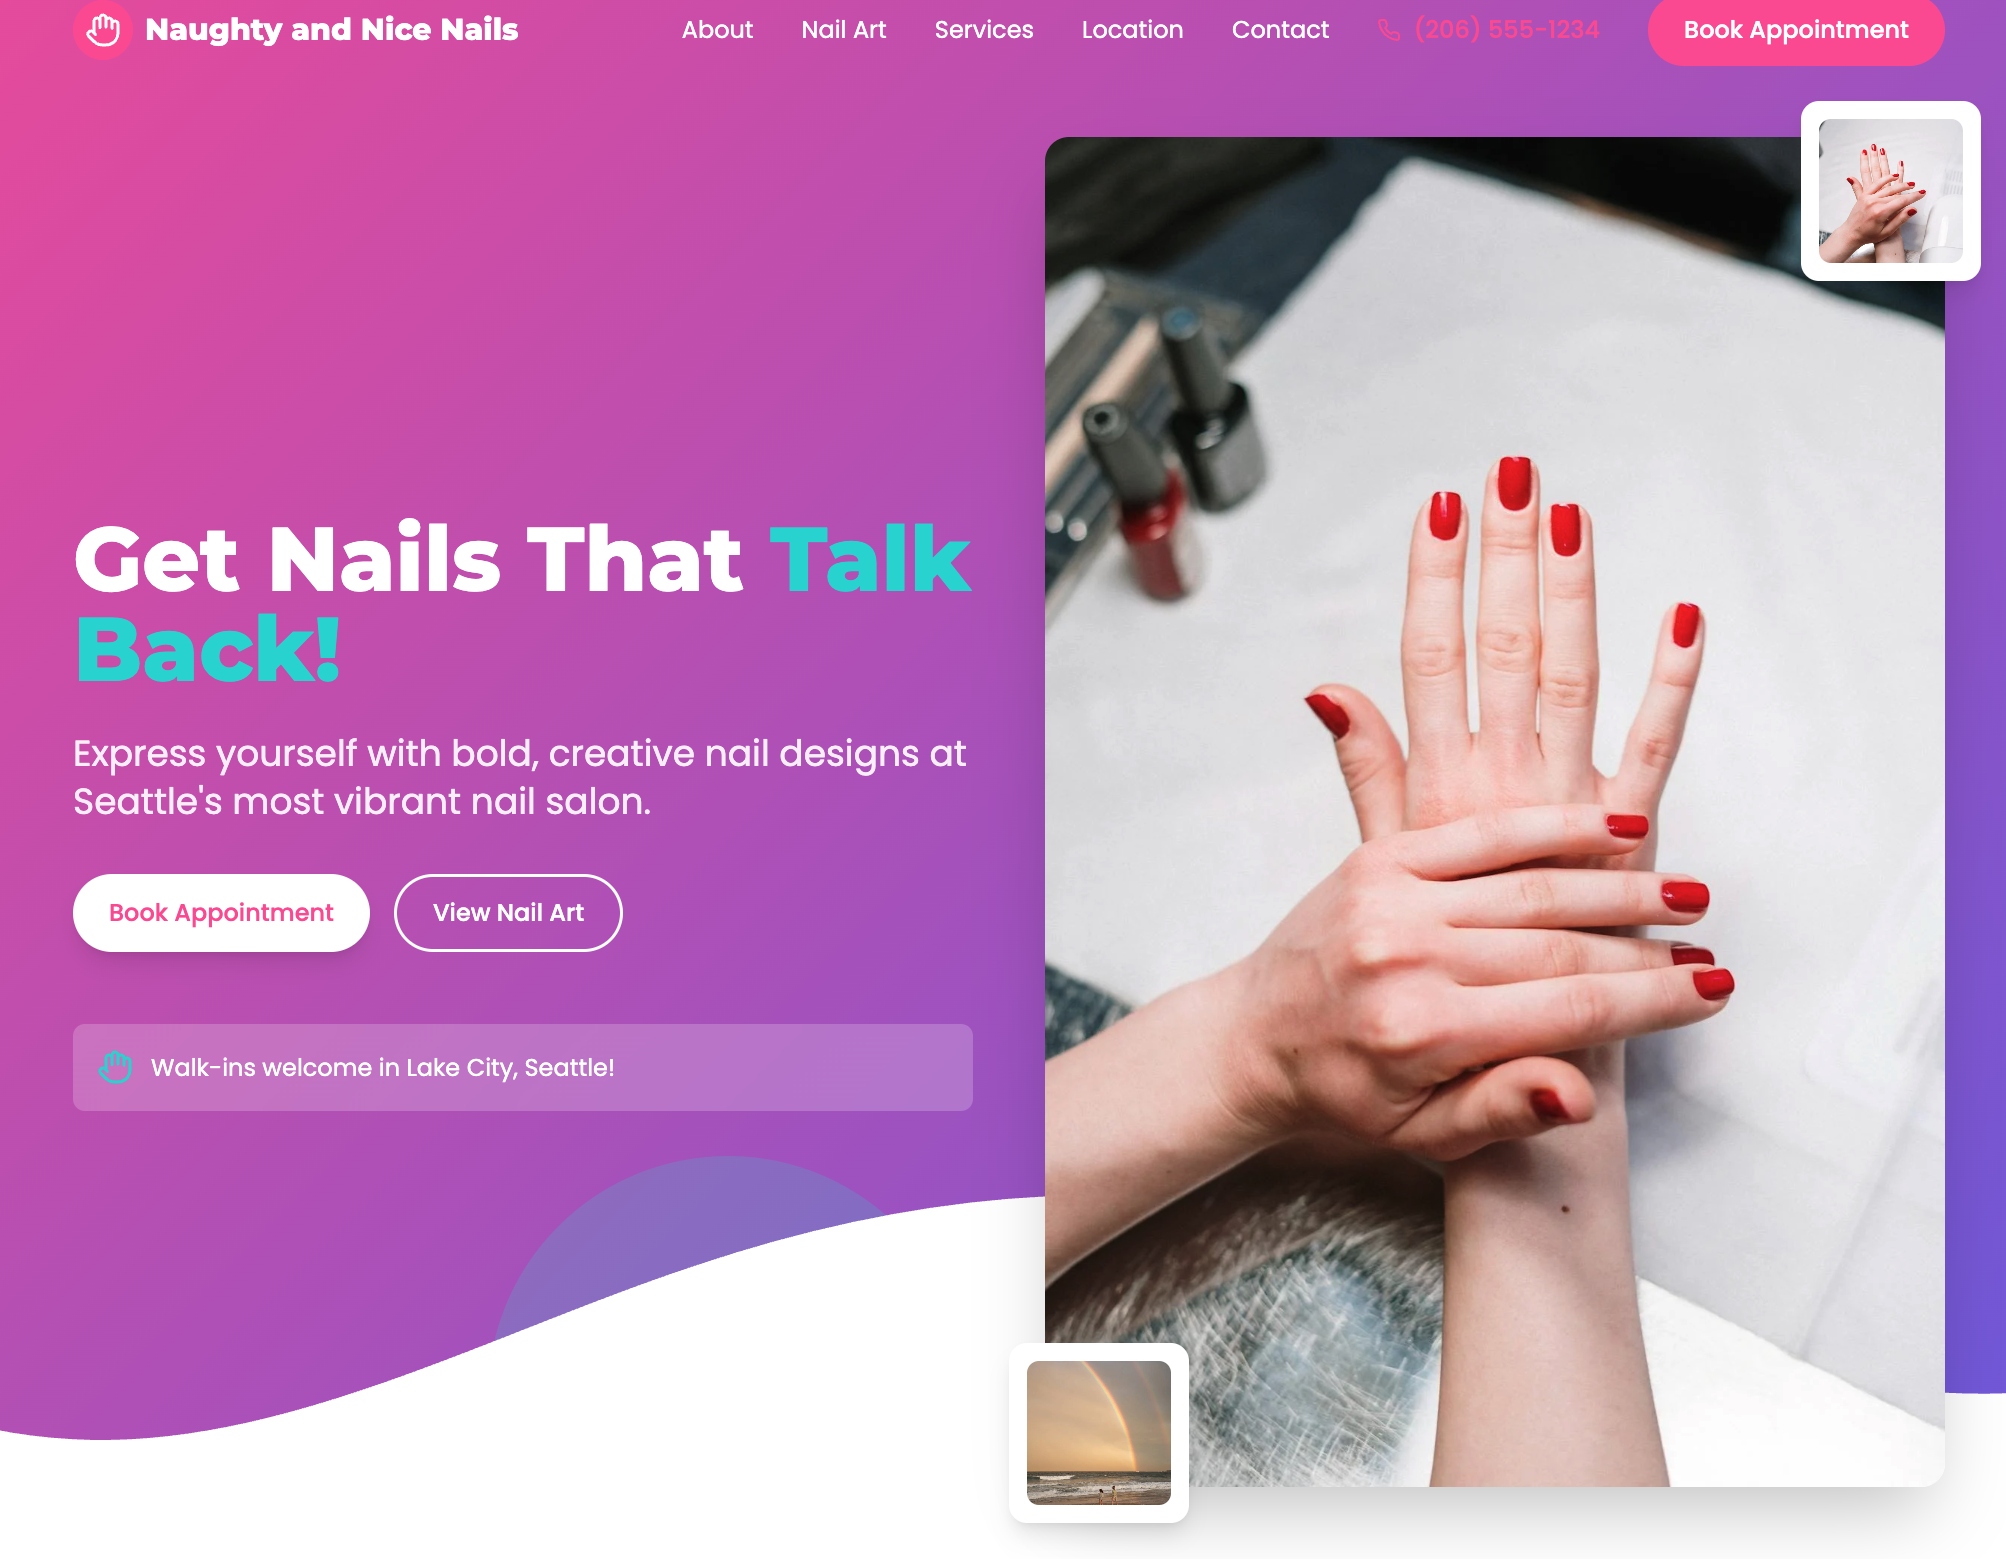 Naughty and Nice Nails
About
Nail Art
Services
Location
Contact
(206) 555-1234
Book Appointment
Get Nails That Talk
Back!
Express yourself with bold, creative nail designs at
Seattle's most vibrant nail salon.
Book Appointment
View Nail Art
Walk-ins welcome in Lake City, Seattle!